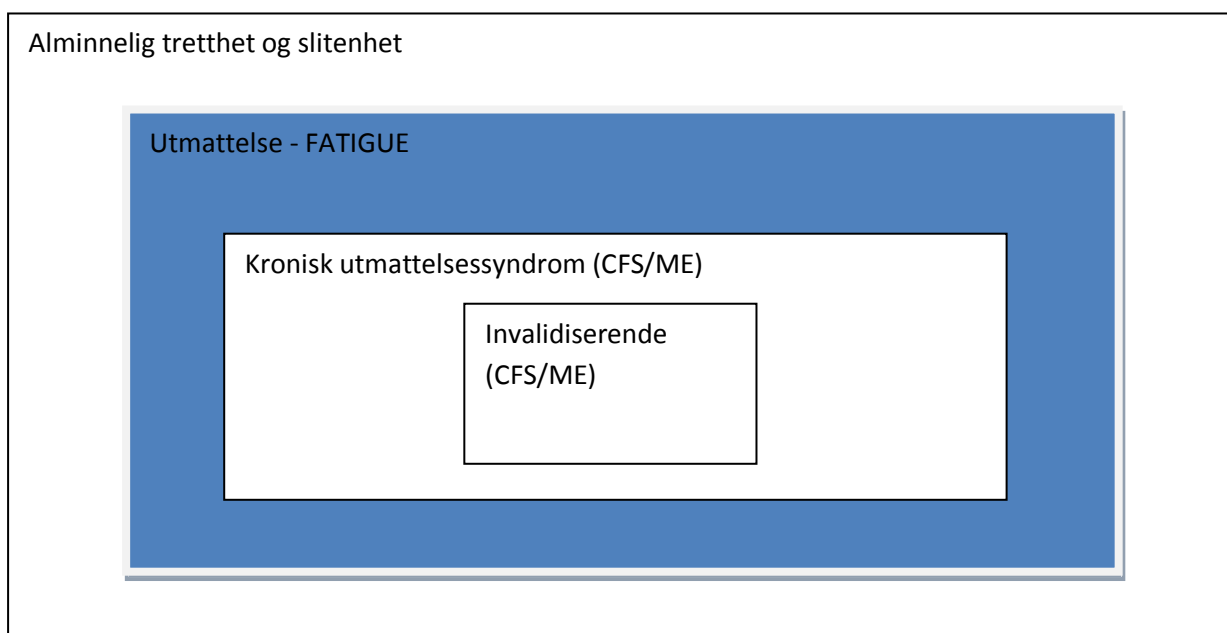 Alminnelig tretthet og slitenhet
Utmattelse - FATIGUE
Kronisk utmattelsessyndrom (CFS/ME)
Invalidiserende
(CFS/ME)